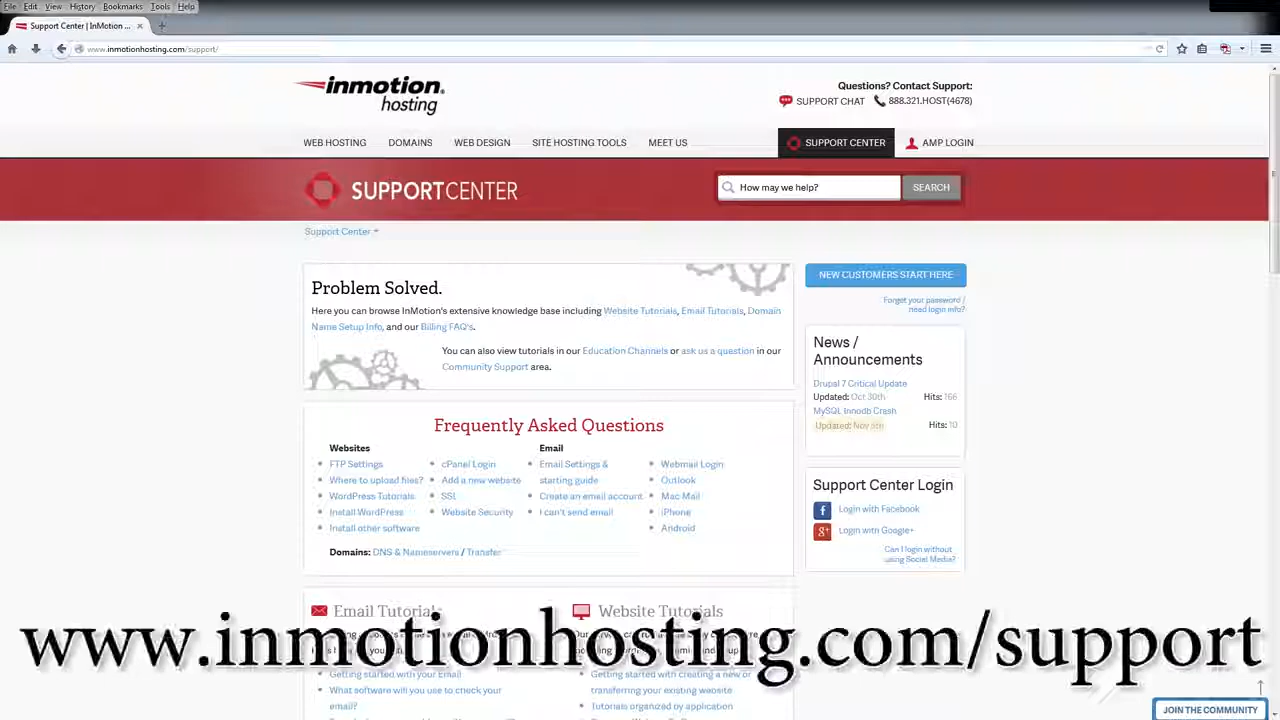 File Edit View History Bookmarks Tools Help
Support Center | InMotion ...
www.inmotionhosting.com/support/
inmotion hosting
Questions? Contact Support:
SUPPORT CHAT 888.321.HOST(4678)
WEB HOSTING DOMAINS WEB DESIGN SITE HOSTING TOOLS MEET US SUPPORT CENTER AMP LOGIN
SUPPORTCENTER
How may we help? SEARCH
Support Center
Problem Solved.
Here you can browse InMotion's extensive knowledge base including Website Tutorials, Email Tutorials, Domain
Name Setup Info, and our Billing FAQ's.
You can also view tutorials in our Education Channels or ask us a question in our
Community Support area.
NEW CUSTOMERS START HERE
Forget your password /
need login info?
News /
Announcements
Drupal 7 Critical Update
Updated: Oct 30th Hits: 166
MySQL Innodb Crash
Updated: Nov 5th Hits: 10
Frequently Asked Questions
Websites
FTP Settings
Where to upload files?
WordPress Tutorials
Install WordPress
Install other software
cPanel Login
Add a new website
SSL
Website Security
Email
Email Settings &
starting guide
Create an email account
I can't send email
Webmail Login
Outlook
Mac Mail
iPhone
Android
Domains: DNS & Nameservers / Transfer
Support Center Login
Login with Facebook
Login with Google+
Can I login without
using Social Media?
Email Tutorials
Website Tutorials
www.inmotionhosting.com/support
Getting started with your Email
What software will you use to check your
email?
Getting started with creating a new or
transferring your existing website
Tutorials organized by application
JOIN THE COMMUNITY